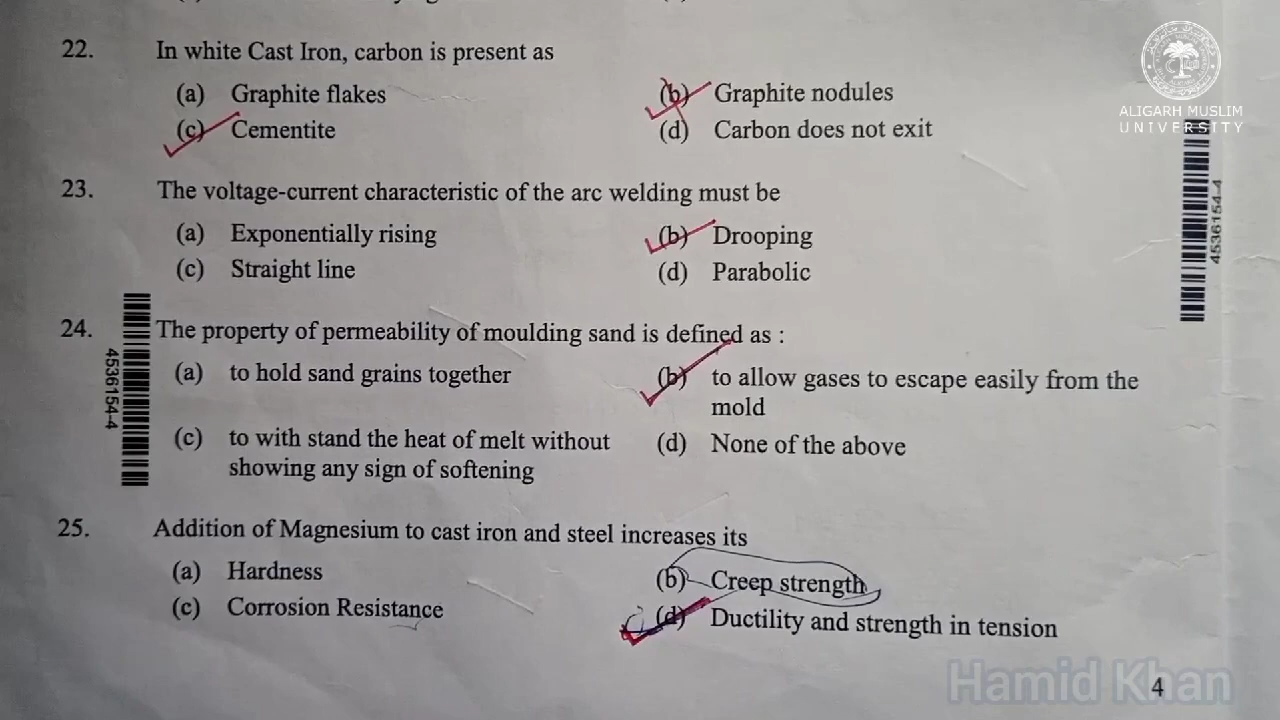 22. In white Cast Iron, carbon is present as
(a) Graphite flakes (b) Graphite nodules
(c) Cementite (d) Carbon does not exit
23. The voltage-current characteristic of the arc welding must be
(a) Exponentially rising (b) Drooping
(c) Straight line (d) Parabolic
24. The property of permeability of moulding sand is defined as :
(a) to hold sand grains together (b) to allow gases to escape easily from the
mold
(c) to with stand the heat of melt without (d) None of the above
showing any sign of softening
25. Addition of Magnesium to cast iron and steel increases its
(a) Hardness (b) Creep strength
(c) Corrosion Resistance (d) Ductility and strength in tension
4
4536154-4
4536154-4
ALIGARH MUSLIM
UNIVERSITY
Hamid Khan